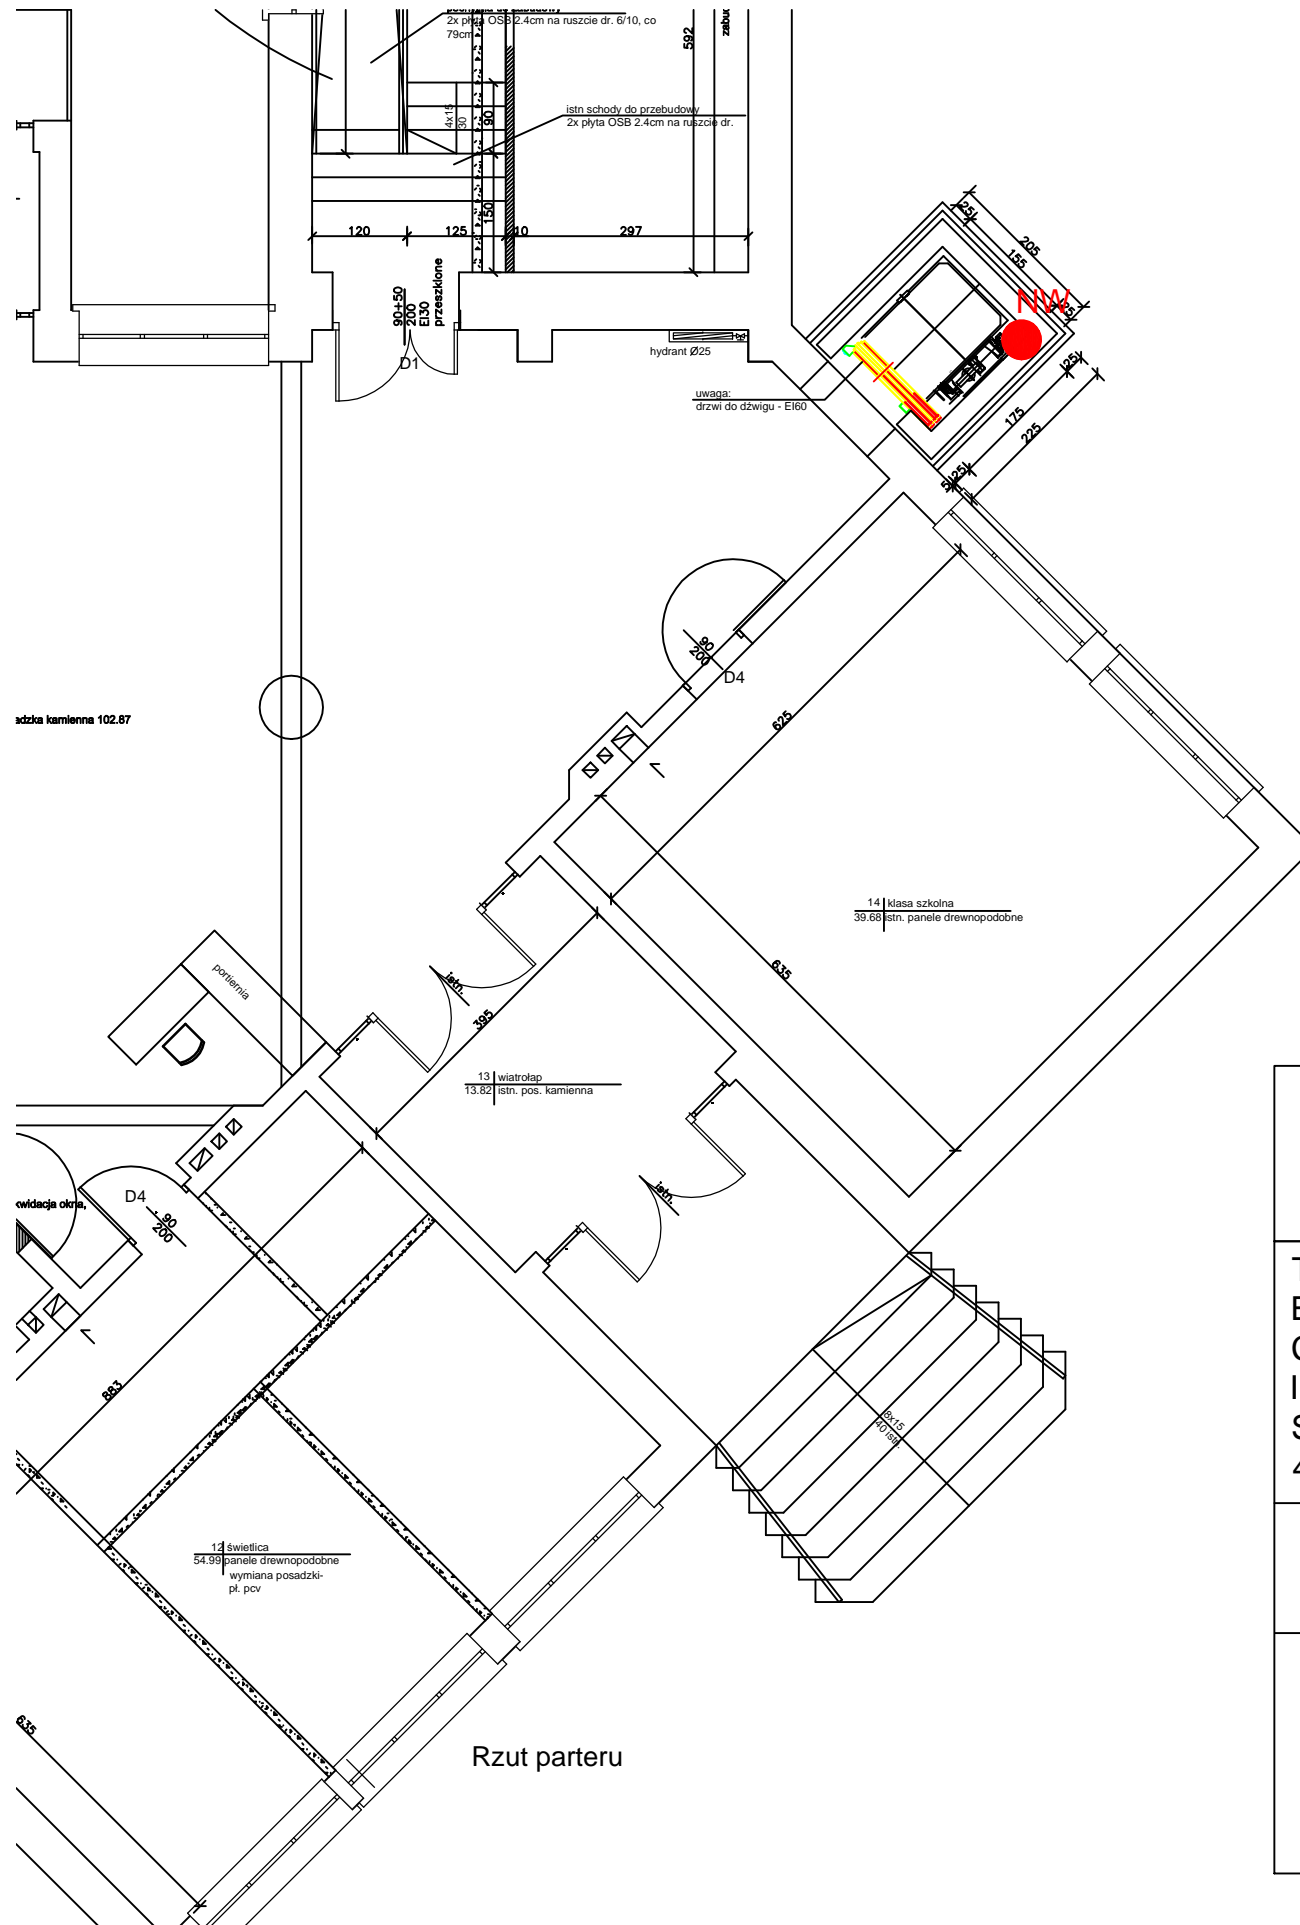 2x płyta OSB 2.4cm na ruszcie dr. 6/10, co
79cm
592
4x15
30
90
istn schody do przebudowy
2x płyta OSB 2.4cm na ruszcie dr.
150
120
125
10
297
25
205
155
25
NW
90+50
200
EI30
przeszklone
D1
hydrant Ø25
uwaga:
drzwi do dźwigu - EI60
25
175
225
25
5
90
200
D4
625
adzka kamienna 102.87
14 klasa szkolna
39.68 istn. panele drewnopodobne
635
portiernia
istn.
395
13 wiatrołap
13.82 istn. pos. kamienna
istn.
kwidacja okna,
D4
90
200
883
8x15
40 istn.
12 świetlica
54.99 panele drewnopodobne
wymiana posadzki-
pł. pcv
635
Rzut parteru